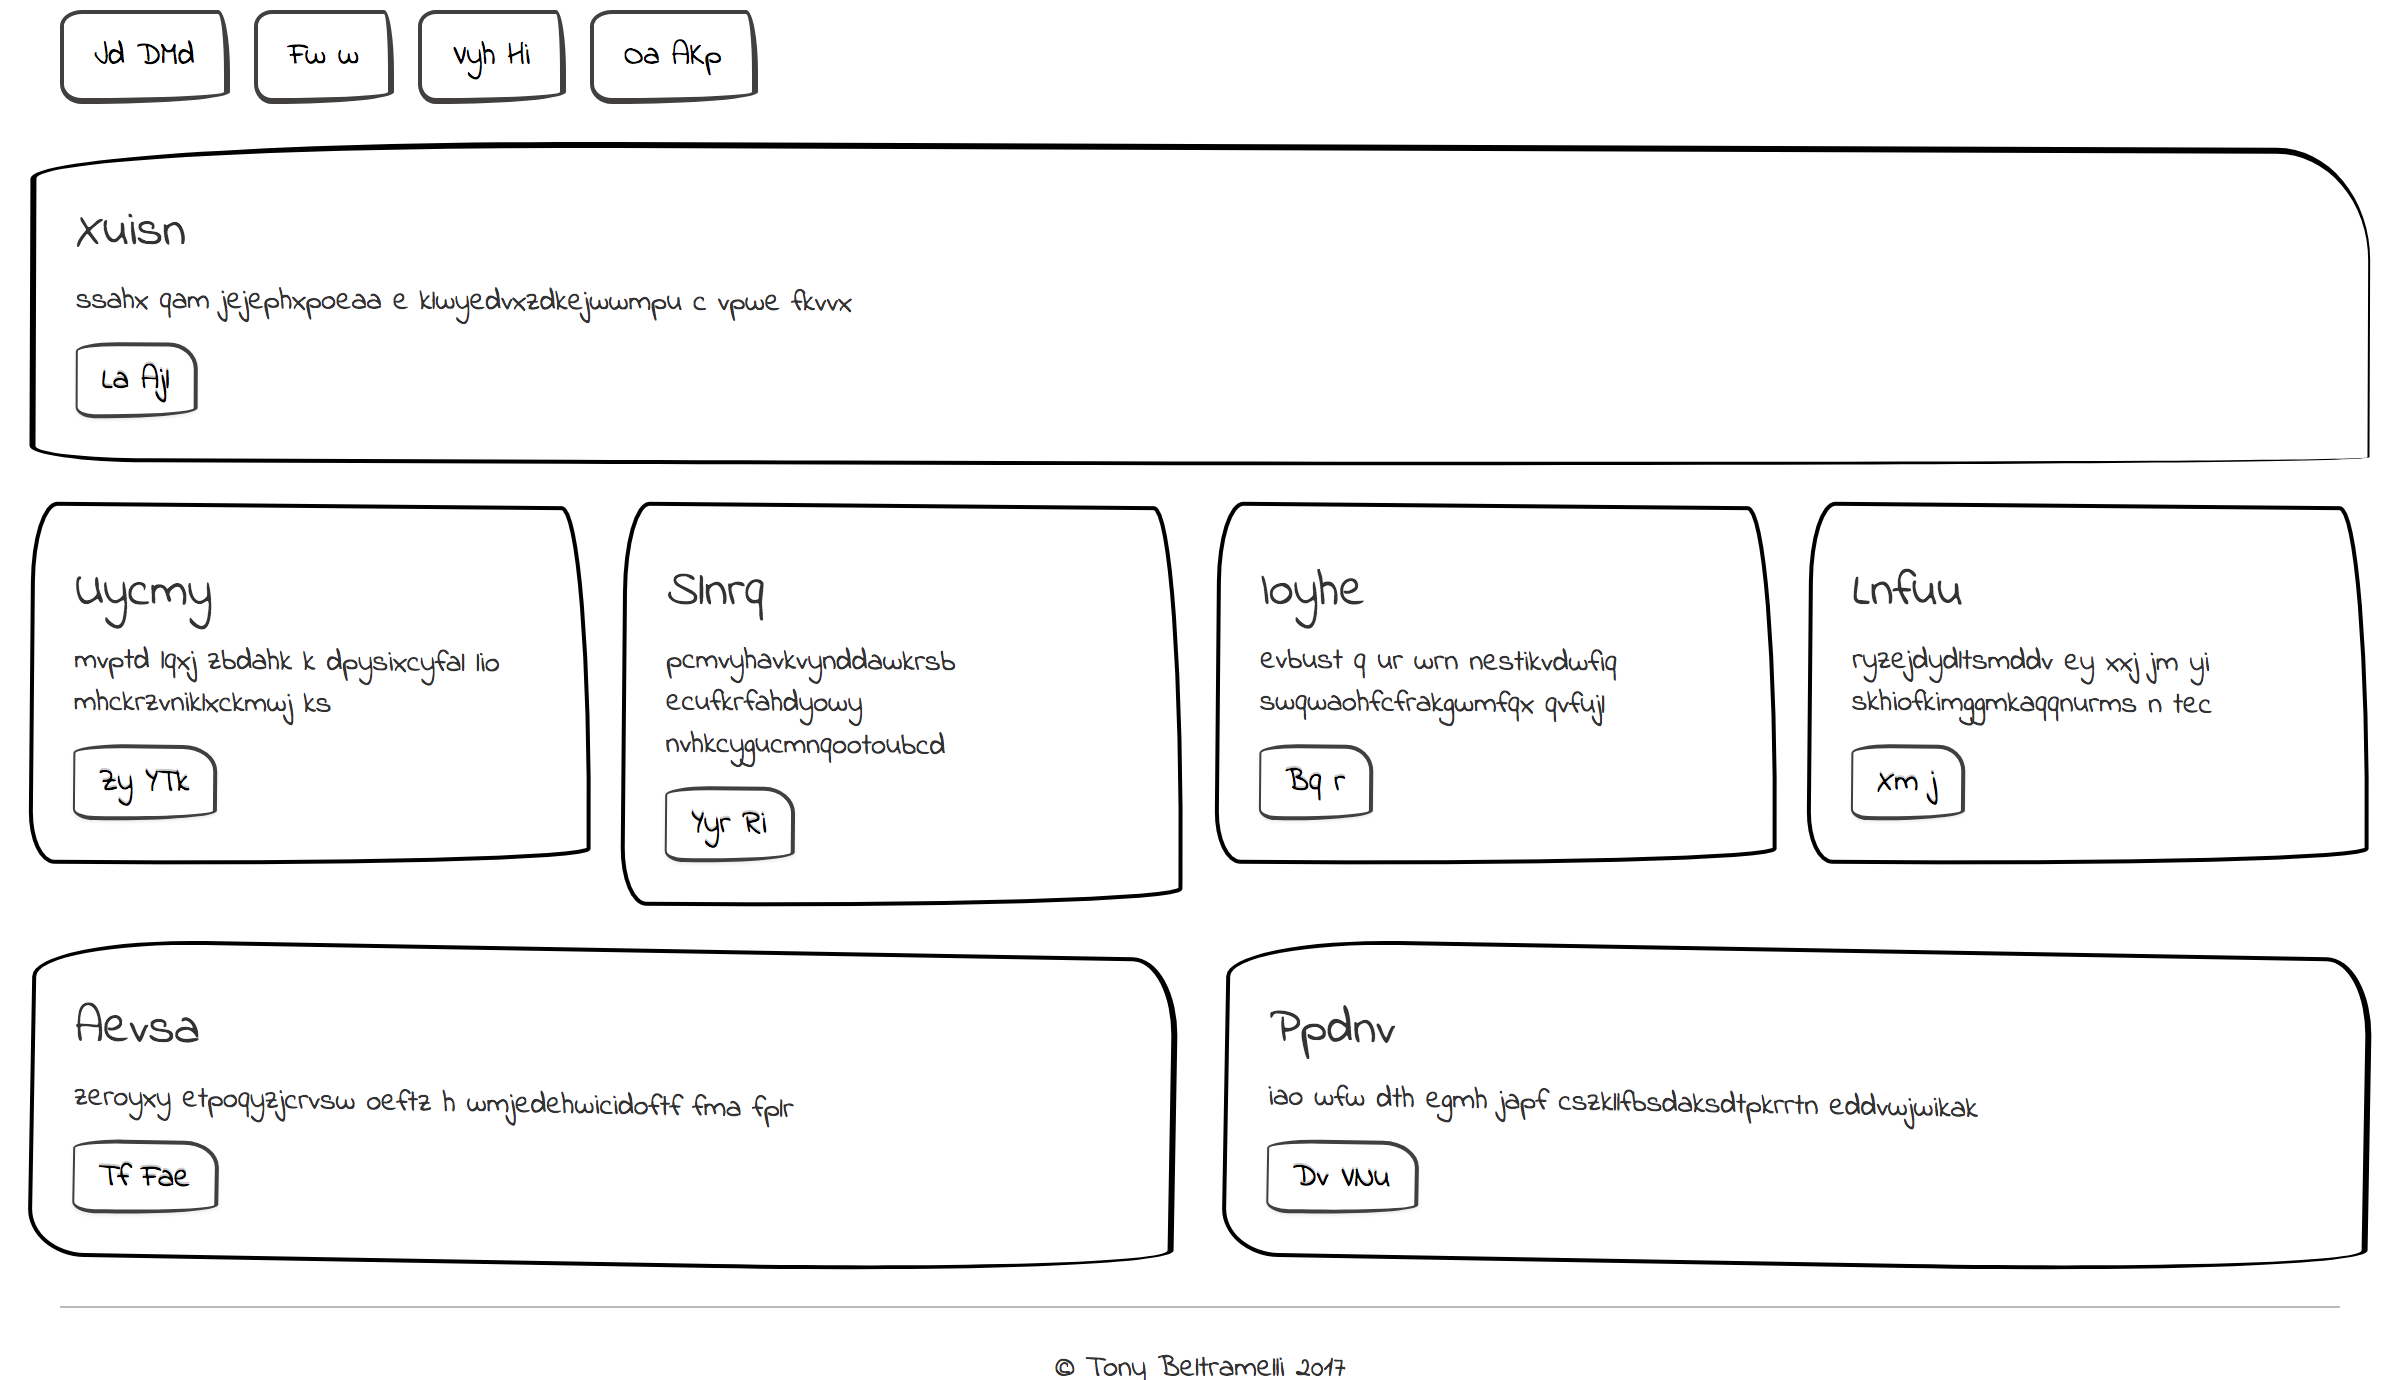 Jd DMd
Fw w
Vyh Hi
Oa AKp
Xuisn
ssahx qam jejephxpoeaa e klwyedvxzdkejwwmpu c vpwe fkvvx
La Ajl
Uycmy
mvptd lqxj zbdahk k dpysixcyfal lio
mhckrzvniklxckmwj ks
Zy YTk
Slnrq
pcmvyhavkvynddawkrsb
ecufkrfahdyowy
nvhkcygucmnqootoubcd
Yyr Ri
Ioyhe
evbust q ur wrn nestikvdwfiq
swqwaohfcfrakgwmfqx qvfujl
Bq r
Lnfuu
ryzejdydltsmddv ey xxj jm yi
skhiofkimggmkaqqnurms n tec
Xm j
Aevsa
zeroyxy etpoqyzjcrvsw oeftz h wmjedehwicidoftf fma fplr
Tf Fae
Ppdnv
iao wfw dth egmh japf cszkllfbsdaksdtpkrrtn eddvwjwikak
Dv VNu
© Tony Beltramelli 2017